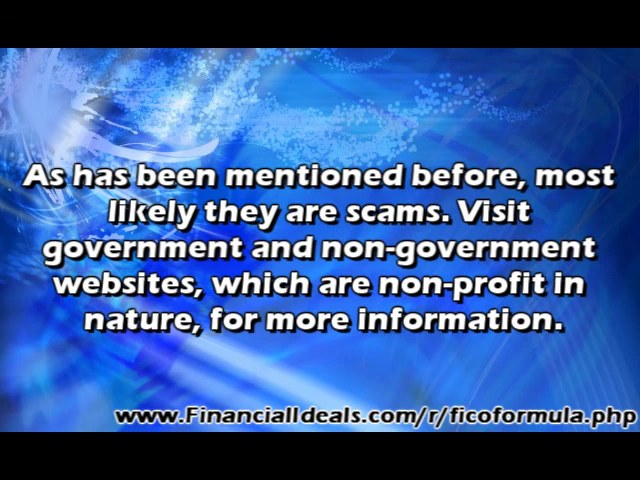 As has been mentioned before, most
likely they are scams. Visit
government and non-government
websites, which are non-profit in
nature, for more information.
www.FinancialIdeals.com/r/ficoformula.php